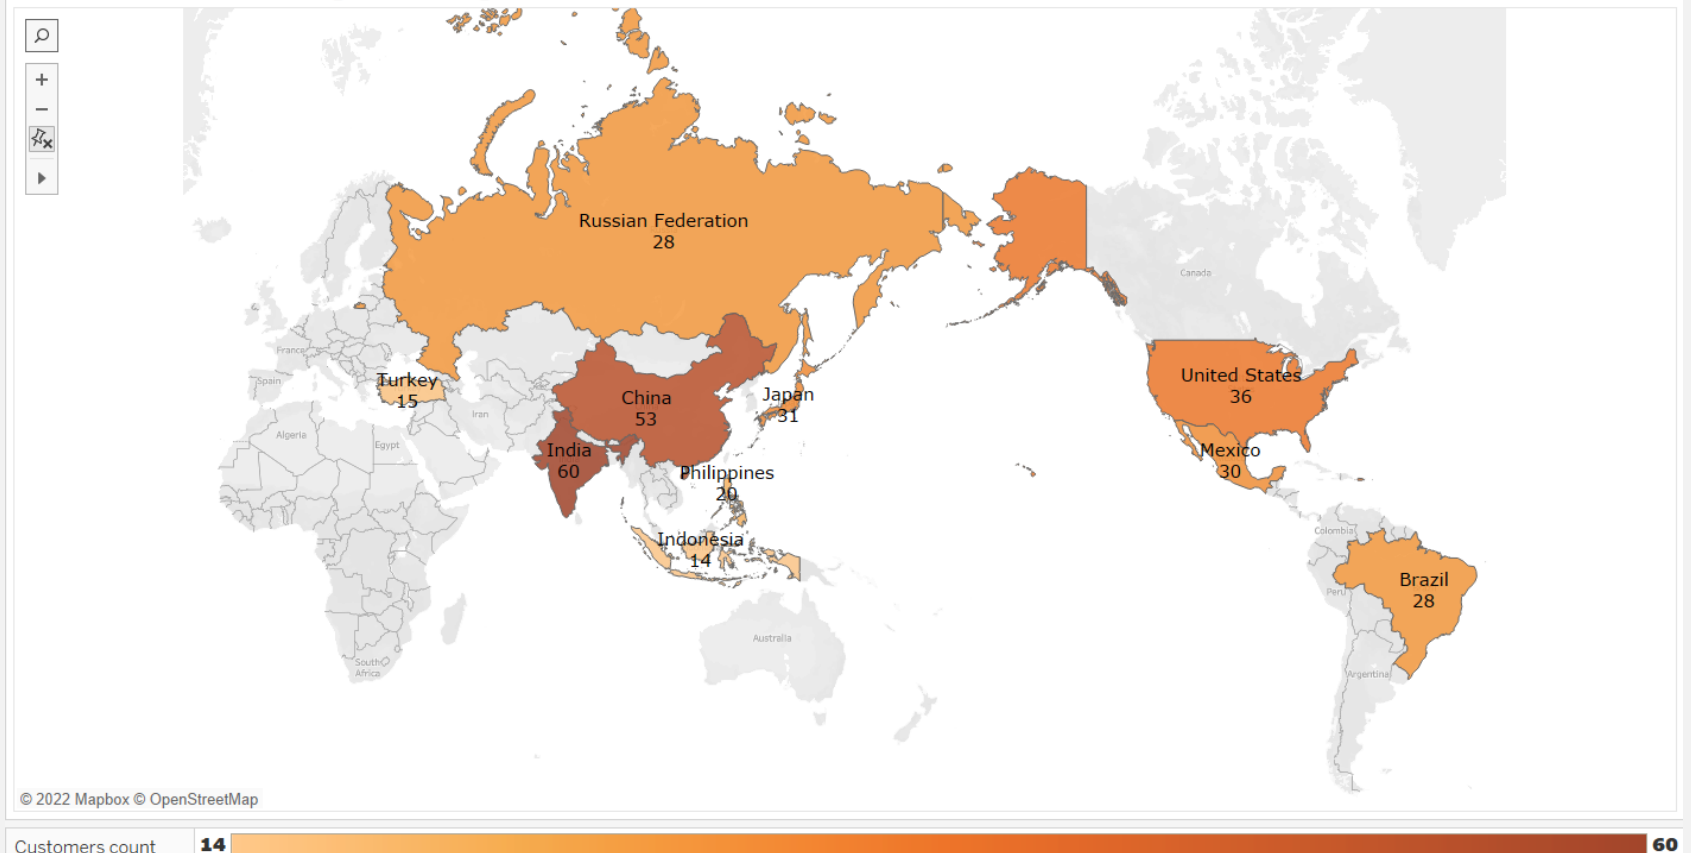 Russian Federation
28
Canada
France
Spain
Turkey
15
China
53
Japan
31
United States
36
Iran
Algeria
Egypt
India
60
Philippines
20
Mexico
30
Indonesia
14
Colombia
Brazil
28
Peru
Australia
South
Africa
Argentina
© 2022 Mapbox © OpenStreetMap
Customers count
14
60